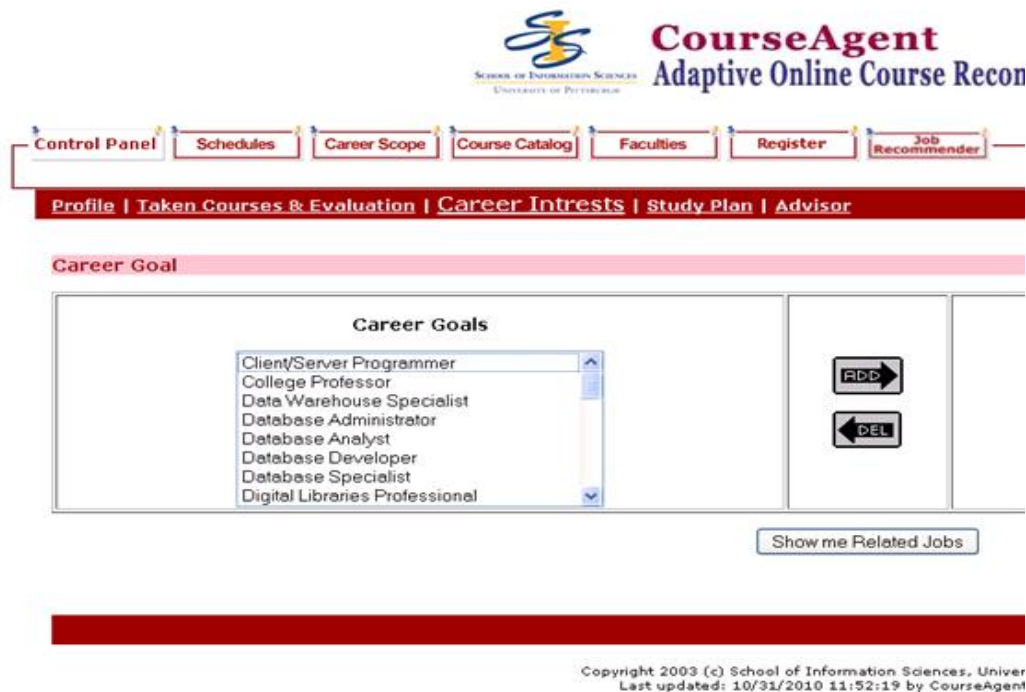 CourseAgent
SCHOOL OF INFORMATION SCIENCES
UNIVERSITY OF PITTSBURGH
Adaptive Online Course Recon
Control Panel Schedules Career Scope Course Catalog Faculties Register Job Recommender
Profile | Taken Courses & Evaluation | Career Intrests | Study Plan | Advisor
Career Goal
Career Goals
Client/Server Programmer
College Professor
Data Warehouse Specialist
Database Administrator
Database Analyst
Database Developer
Database Specialist
Digital Libraries Professional
ADD
DEL
Show me Related Jobs
Copyright 2003 (c) School of Information Sciences, Univer
Last updated: 10/31/2010 11:52:19 by CourseAgent